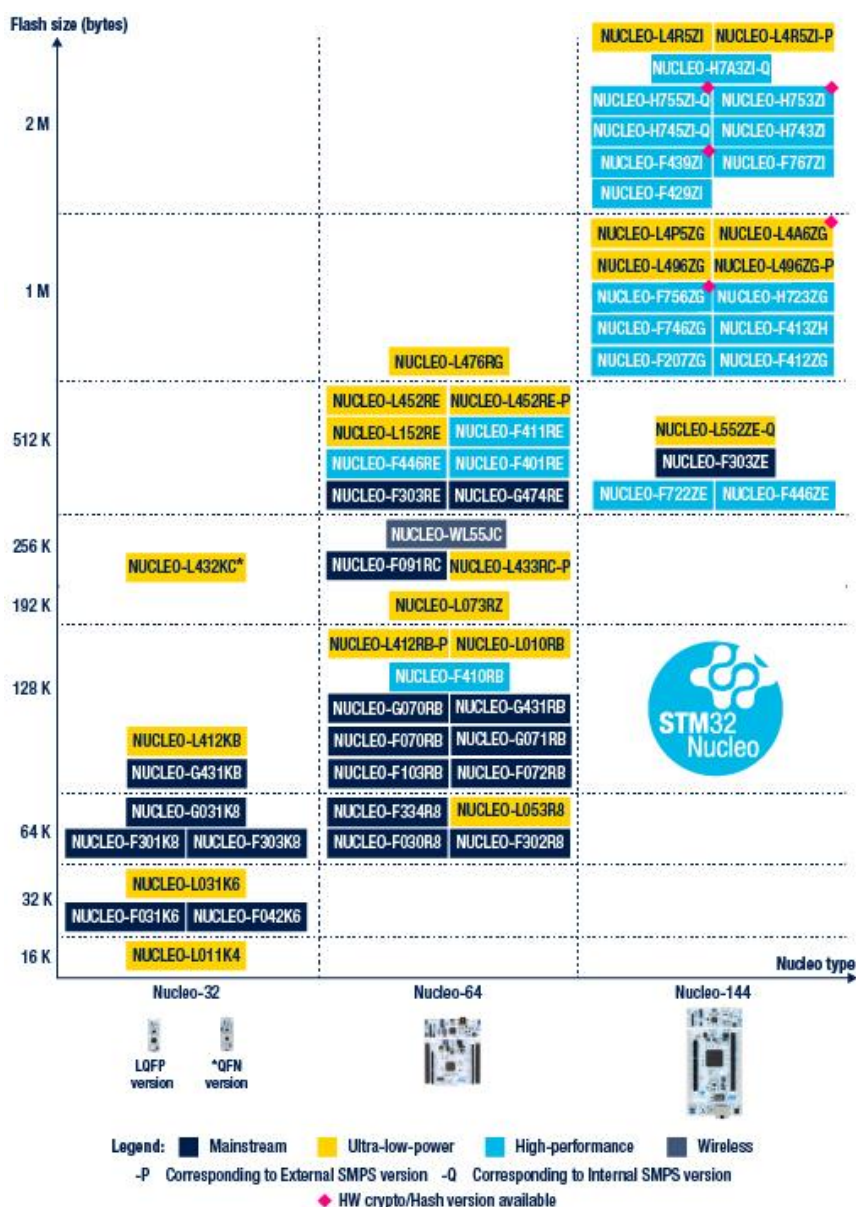 Flash size (bytes)
NUCLEO-L4R5ZI NUCLEO-L4R5ZI-P
NUCLEO-H7A3ZI-Q
NUCLEO-H755ZI-Q NUCLEO-H753ZI
2 M
NUCLEO-H745ZI-Q NUCLEO-H743ZI
NUCLEO-F439ZI NUCLEO-F767ZI
NUCLEO-F429ZI
NUCLEO-L4P5ZG NUCLEO-L4A6ZG
NUCLEO-L496ZG NUCLEO-L496ZG-P
1 M
NUCLEO-F756ZG NUCLEO-H723ZG
NUCLEO-F746ZG NUCLEO-F413ZH
NUCLEO-L476RG NUCLEO-F207ZG NUCLEO-F412ZG
NUCLEO-L452RE NUCLEO-L452RE-P
512 K
NUCLEO-L152RE NUCLEO-F411RE NUCLEO-L552ZE-Q
NUCLEO-F446RE NUCLEO-F401RE NUCLEO-F303ZE
NUCLEO-F303RE NUCLEO-G474RE NUCLEO-F722ZE NUCLEO-F446ZE
256 K
NUCLEO-WL55JC
NUCLEO-L432KC* NUCLEO-F091RC NUCLEO-L433RC-P
192 K NUCLEO-L073RZ
NUCLEO-L412RB-P NUCLEO-L010RB
128 K
NUCLEO-F410RB
NUCLEO-G070RB NUCLEO-G431RB
NUCLEO-L412KB NUCLEO-F070RB NUCLEO-G071RB
NUCLEO-G431KB NUCLEO-F103RB NUCLEO-F072RB
STM32
Nucleo
NUCLEO-G031K8 NUCLEO-F334R8 NUCLEO-L053R8
64 K
NUCLEO-F301K8 NUCLEO-F303K8 NUCLEO-F030R8 NUCLEO-F302R8
NUCLEO-L031K6
32 K
NUCLEO-F031K6 NUCLEO-F042K6
16 K NUCLEO-L011K4
Nucleo type
Nucleo-32 Nucleo-64 Nucleo-144
LQFP *QFN
version version
Legend: Mainstream Ultra-low-power High-performance Wireless
-P Corresponding to External SMPS version -Q Corresponding to Internal SMPS version
HW crypto/Hash version available